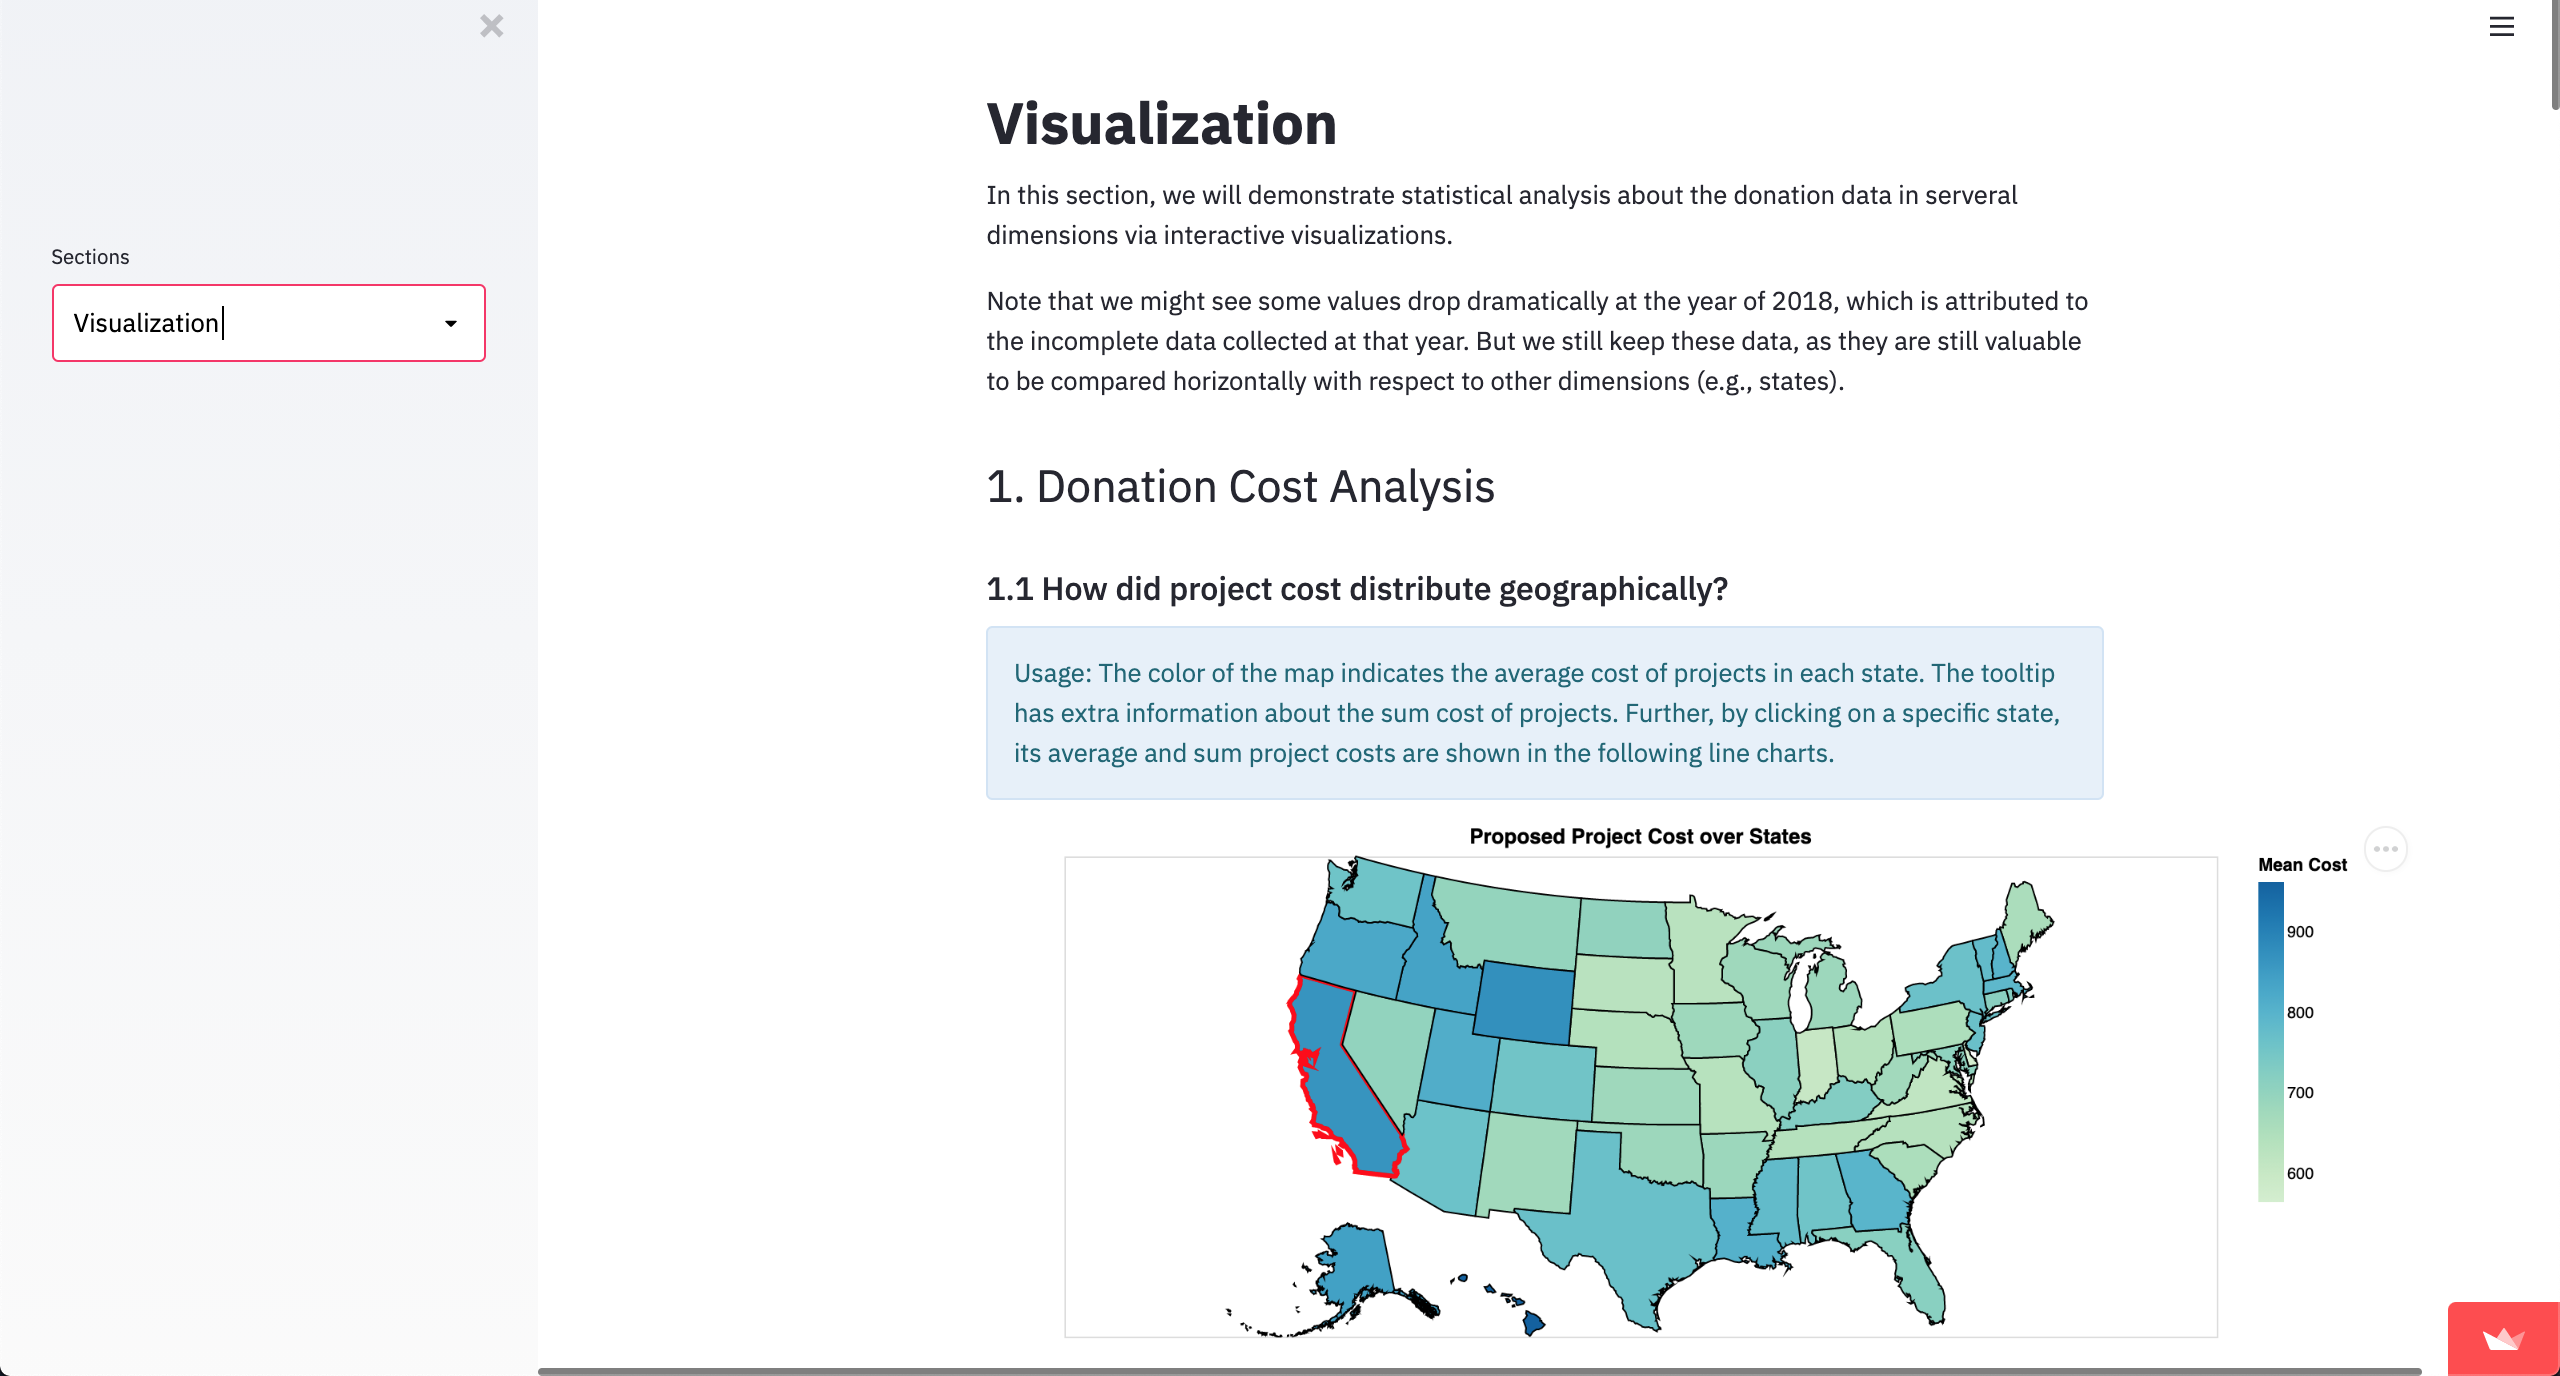 Sections
Visualization
Visualization
In this section, we will demonstrate statistical analysis about the donation data in serveral
dimensions via interactive visualizations.
Note that we might see some values drop dramatically at the year of 2018, which is attributed to
the incomplete data collected at that year. But we still keep these data, as they are still valuable
to be compared horizontally with respect to other dimensions (e.g., states).
1. Donation Cost Analysis
1.1 How did project cost distribute geographically?
Usage: The color of the map indicates the average cost of projects in each state. The tooltip
has extra information about the sum cost of projects. Further, by clicking on a specific state,
its average and sum project costs are shown in the following line charts.
Proposed Project Cost over States
Mean Cost
900
800
700
600